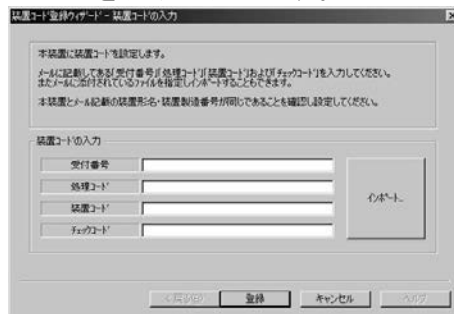 装置ｺｰﾄﾞ登録ｳｨｻﾞｰﾄﾞ - 装置ｺｰﾄﾞの入力
本装置に装置ｺｰﾄﾞを設定します。
ﾒｰﾙに記載してある｢受付番号｣｢処理ｺｰﾄﾞ｣｢装置ｺｰﾄﾞ｣および｢ﾁｪｯｸｺｰﾄﾞ｣を入力してください。
またﾒｰﾙに添付されているﾌｧｲﾙを指定しｲﾝﾎﾟｰﾄすることもできます。
本装置とﾒｰﾙ記載の装置形名・装置製造番号が同じであることを確認し設定してください。
装置ｺｰﾄﾞの入力
受付番号
処理ｺｰﾄﾞ
装置ｺｰﾄﾞ
ﾁｪｯｸｺｰﾄﾞ
ｲﾝﾎﾟｰﾄ...
< 戻る(B)
登録
ｷｬﾝｾﾙ
ﾍﾙﾌﾟ